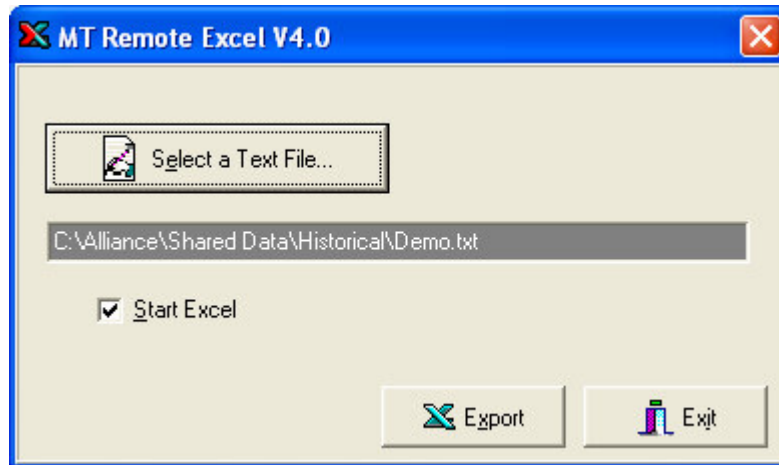 MT Remote Excel V4.0
Select a Text File...
C:\Alliance\Shared Data\Historical\Demo.txt
Start Excel
Export
Exit